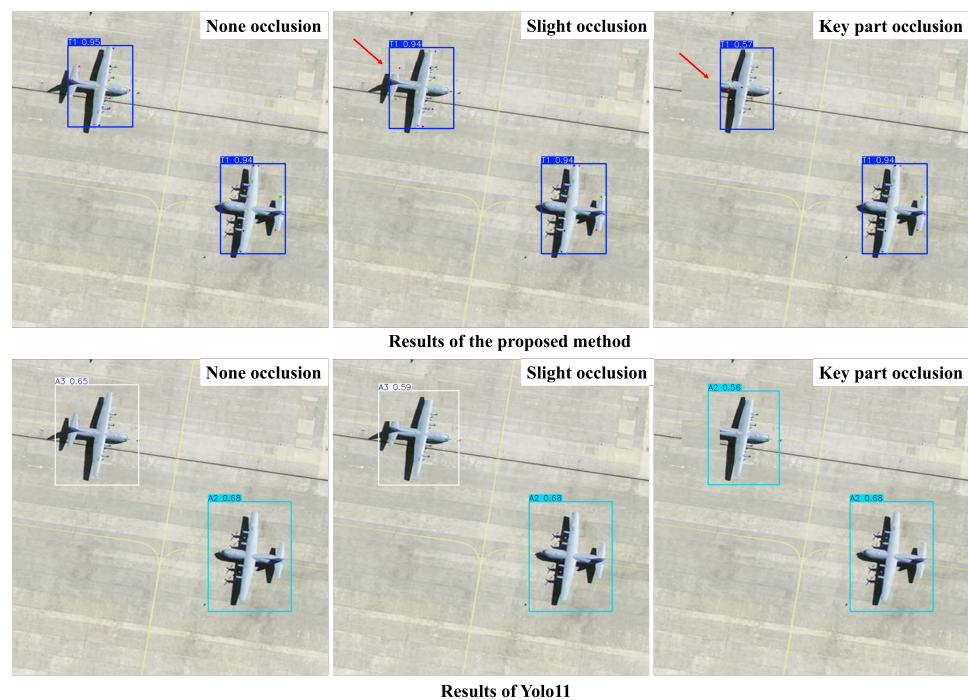 None occlusion
Slight occlusion
Key part occlusion
T1 0.95
T1 0.94
T1 0.57
T1 0.94
T1 0.94
T1 0.94
Results of the proposed method
None occlusion
Slight occlusion
Key part occlusion
A3 0.65
A3 0.59
A2 0.56
A2 0.68
A2 0.68
A2 0.68
Results of Yolo11